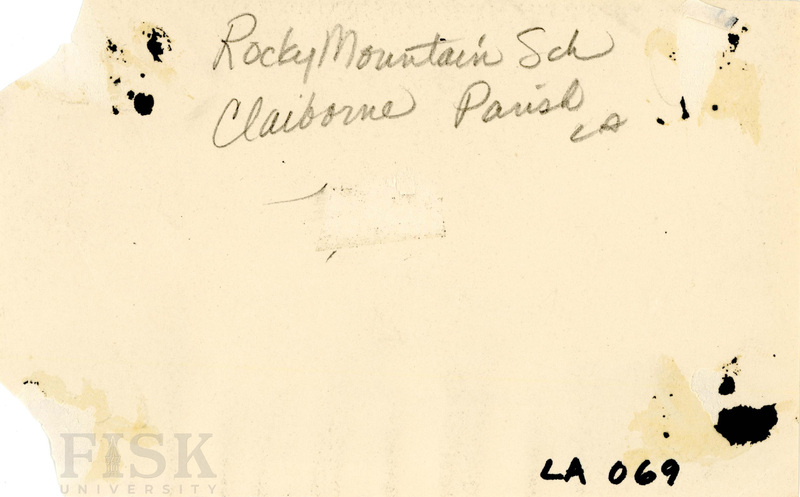 Rocky Mountain Sch
Claiborne Parish
LA
LA 069
FISK
UNIVERSITY